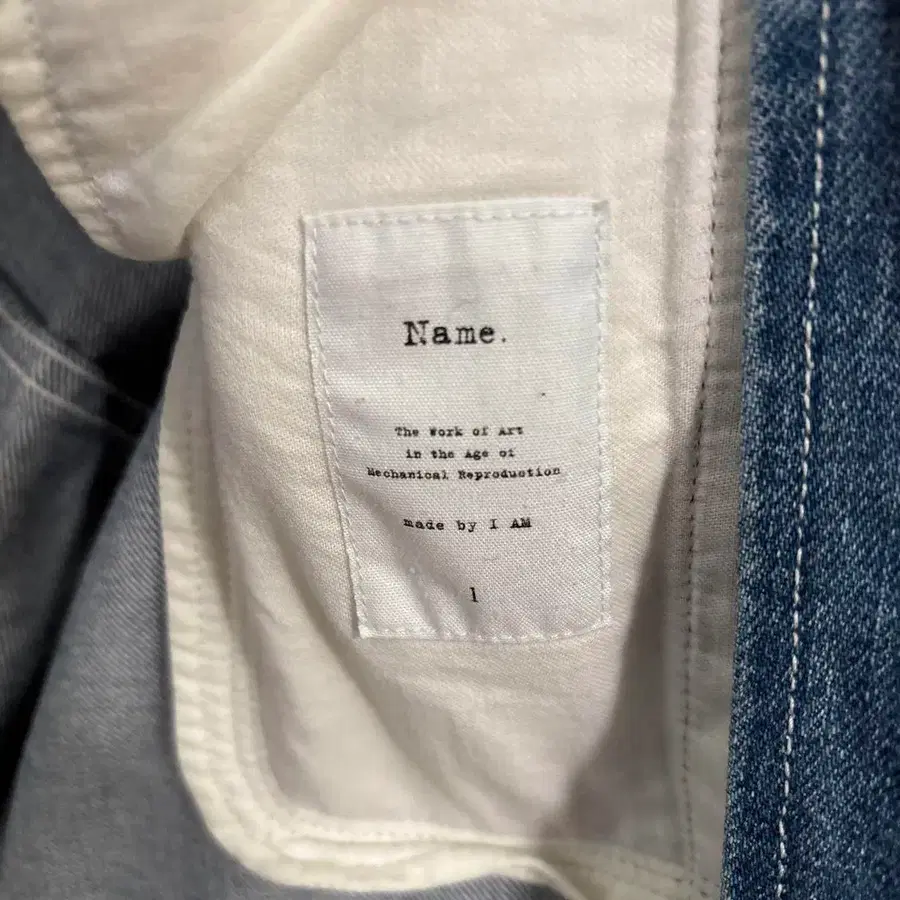 Name.
The Work of Art
in the Age of
Mechanical Reproduction
made by I AM
1